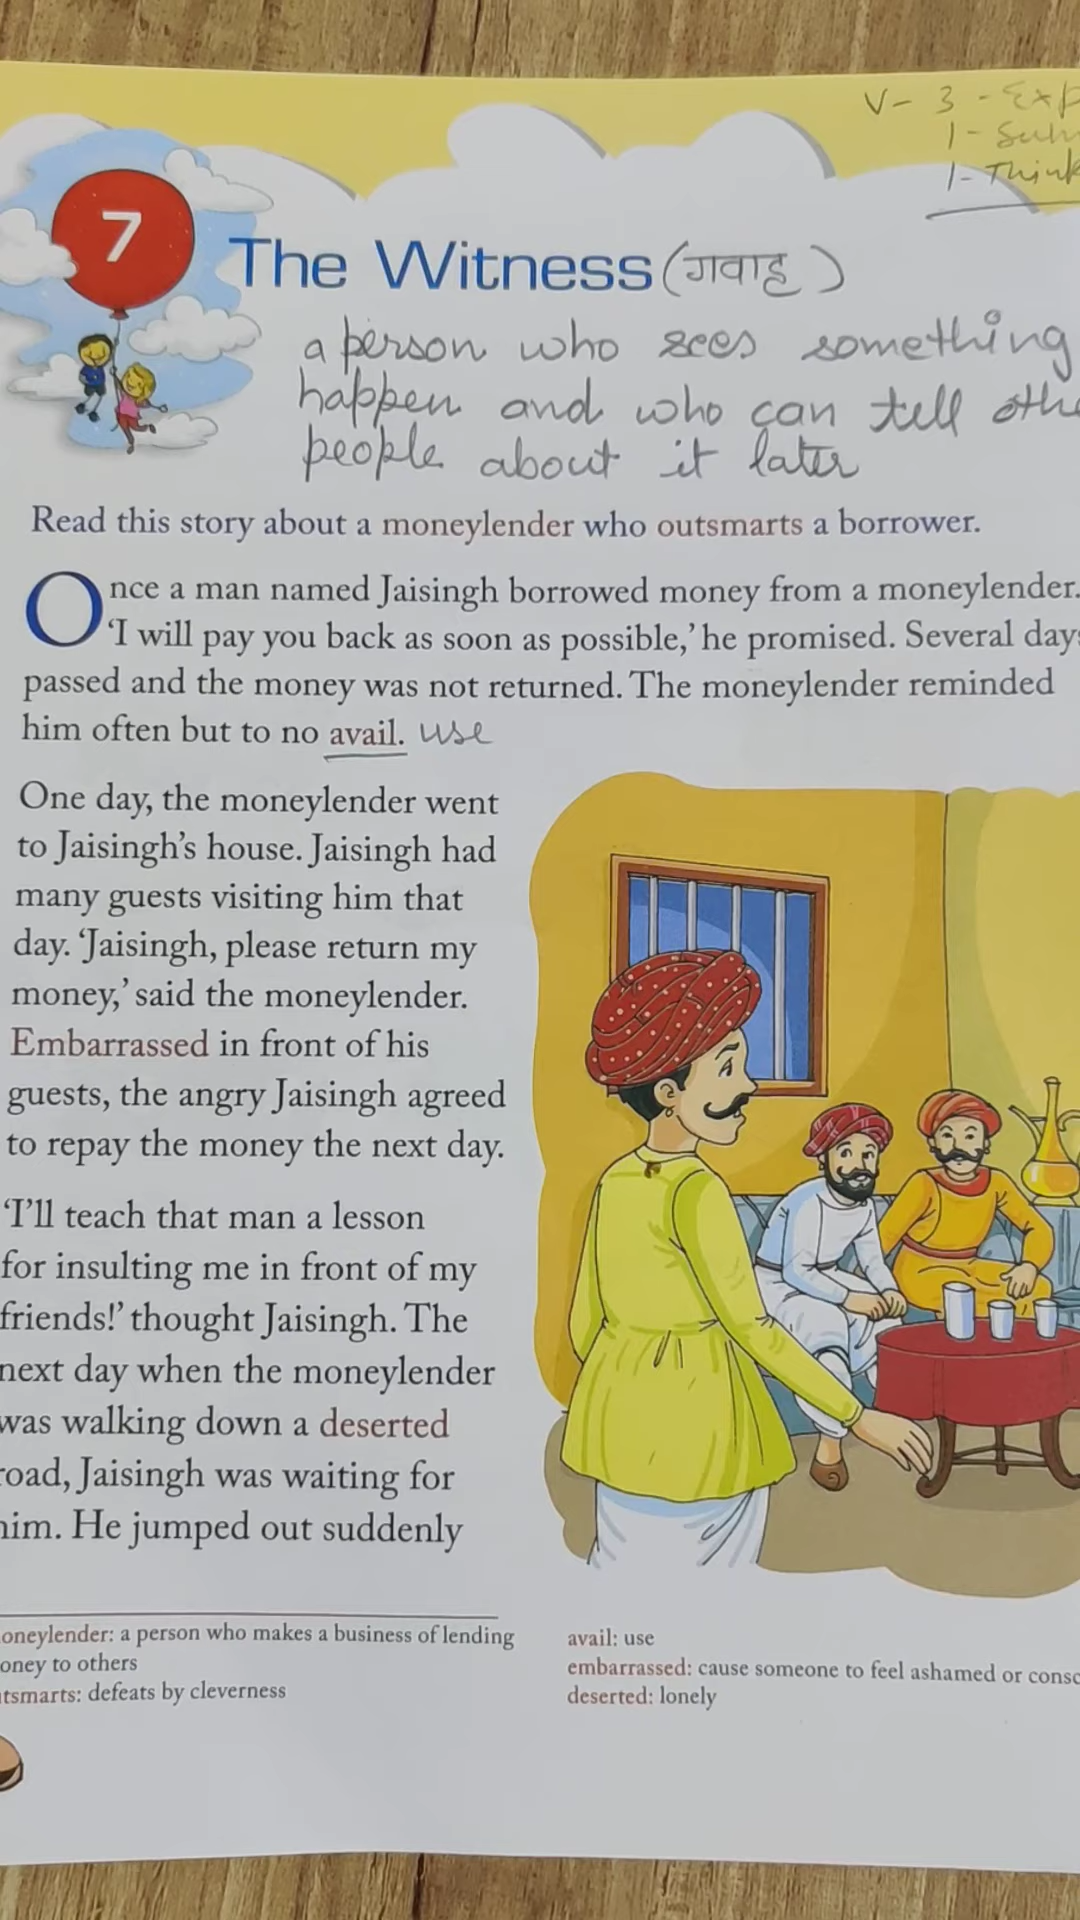 V- 3 -
1-
1-
7
The Witness (गवाह)
a person who sees something
happen and who can tell
people about it later
Read this story about a moneylender who outsmarts a borrower.
Once a man named Jaisingh borrowed money from a moneylender.
‘I will pay you back as soon as possible,’ he promised. Several
passed and the money was not returned. The moneylender reminded
him often but to no avail. use
One day, the moneylender went
to Jaisingh’s house. Jaisingh had
many guests visiting him that
day. ‘Jaisingh, please return my
money,’ said the moneylender.
Embarrassed in front of his
guests, the angry Jaisingh agreed
to repay the money the next day.
‘I’ll teach that man a lesson
for insulting me in front of my
friends!’ thought Jaisingh. The
next day when the moneylender
was walking down a deserted
road, Jaisingh was waiting for
him. He jumped out suddenly
oneylender: a person who makes a business of lending
oney to others
tsmarts: defeats by cleverness
avail: use
embarrassed: cause someone to feel ashamed or
deserted: lonely